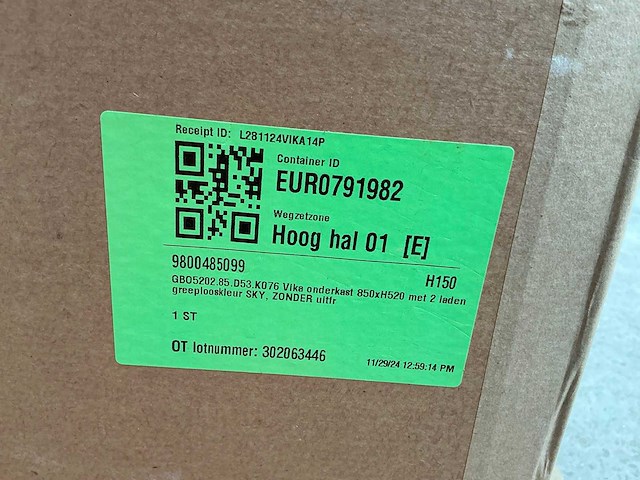 Receipt ID: L281124VIKA14P
Container ID
EUR0791982
Wegzetzone
Hoog hal 01 [E]
9800485099 H150
GBO5202.85.D53.K076 Vika onderkast 850xH520 met 2 laden
greeplooskleur SKY, ZONDER uitfr
1 ST
OT lotnummer: 302063446
11/29/24 12:59:14 PM